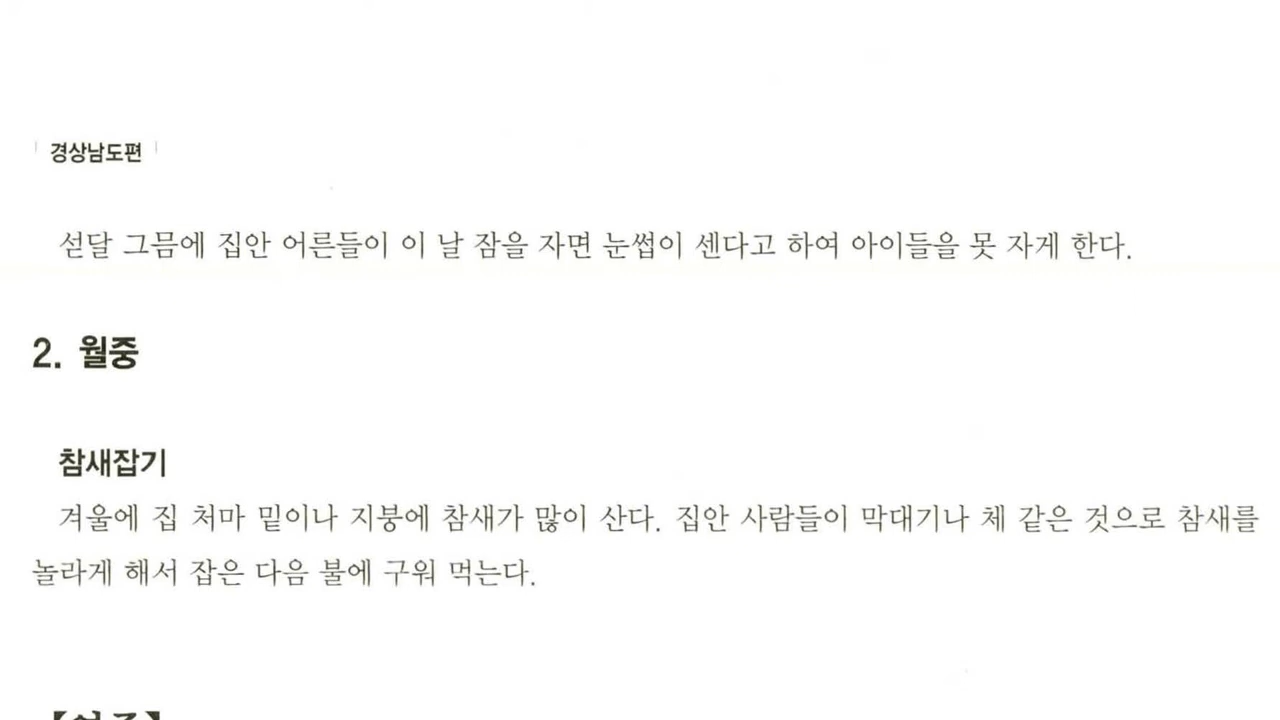 경상남도편
섣달 그믐에 집안 어른들이 이 날 잠을 자면 눈썹이 센다고 하여 아이들을 못 자게 한다.
2. 월중
참새잡기
겨울에 집 처마 밑이나 지붕에 참새가 많이 산다. 집안 사람들이 막대기나 체 같은 것으로 참새를
놀라게 해서 잡은 다음 불에 구워 먹는다.